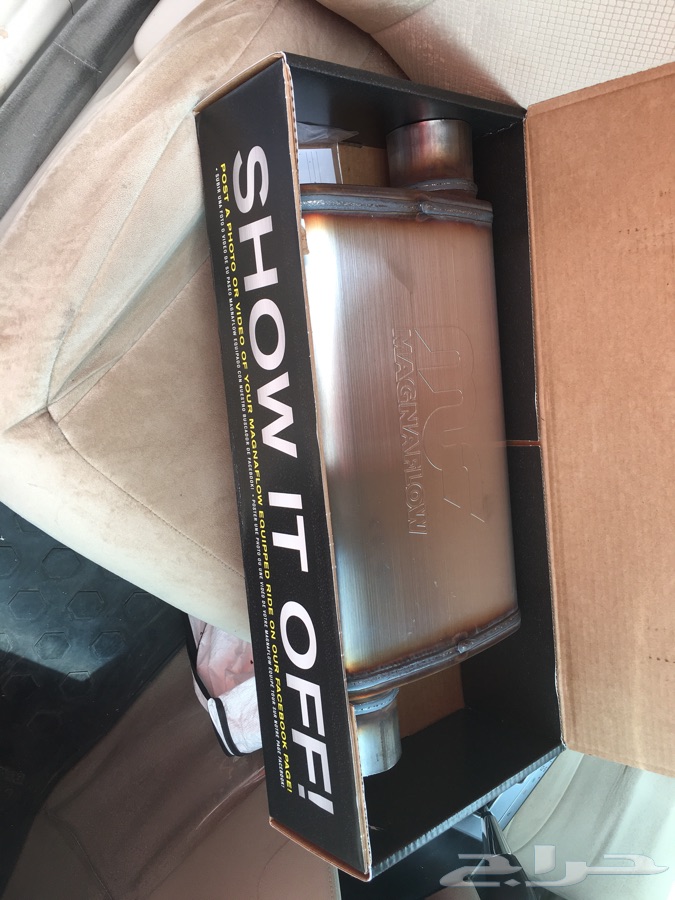 SHOW IT OFF!
POST A PHOTO OR VIDEO OF YOUR MAGNAFLOW EQUIPPED RIDE ON OUR FACEBOOK PAGE!
MAGNAFLOW
حراج